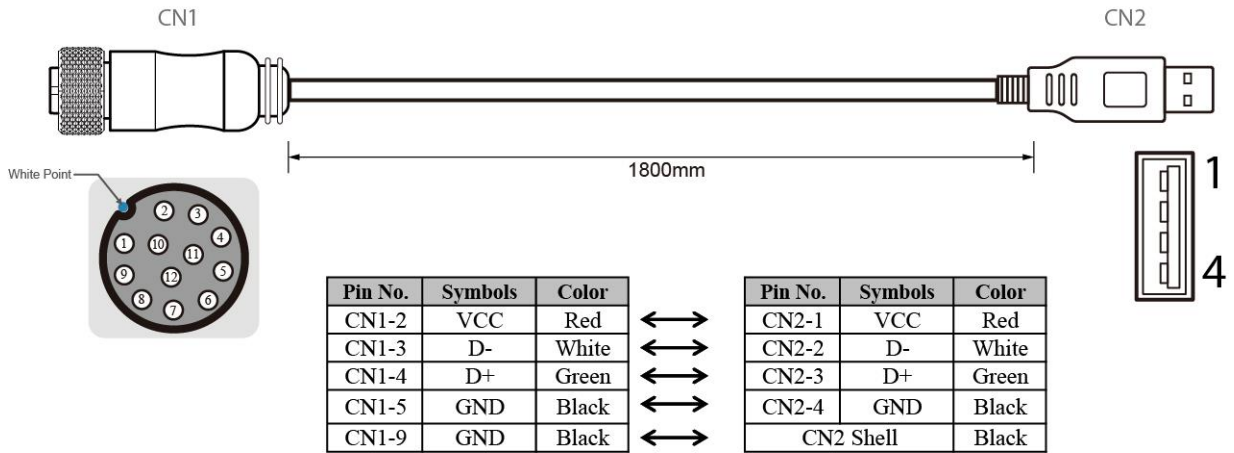 CN1
CN2
1800mm
White Point
2 3
1 10 11 4
9 12 5
8 7 6
1
4
Pin No. Symbols Color
CN1-2 VCC Red
CN1-3 D- White
CN1-4 D+ Green
CN1-5 GND Black
CN1-9 GND Black
Pin No. Symbols Color
CN2-1 VCC Red
CN2-2 D- White
CN2-3 D+ Green
CN2-4 GND Black
CN2 Shell Black